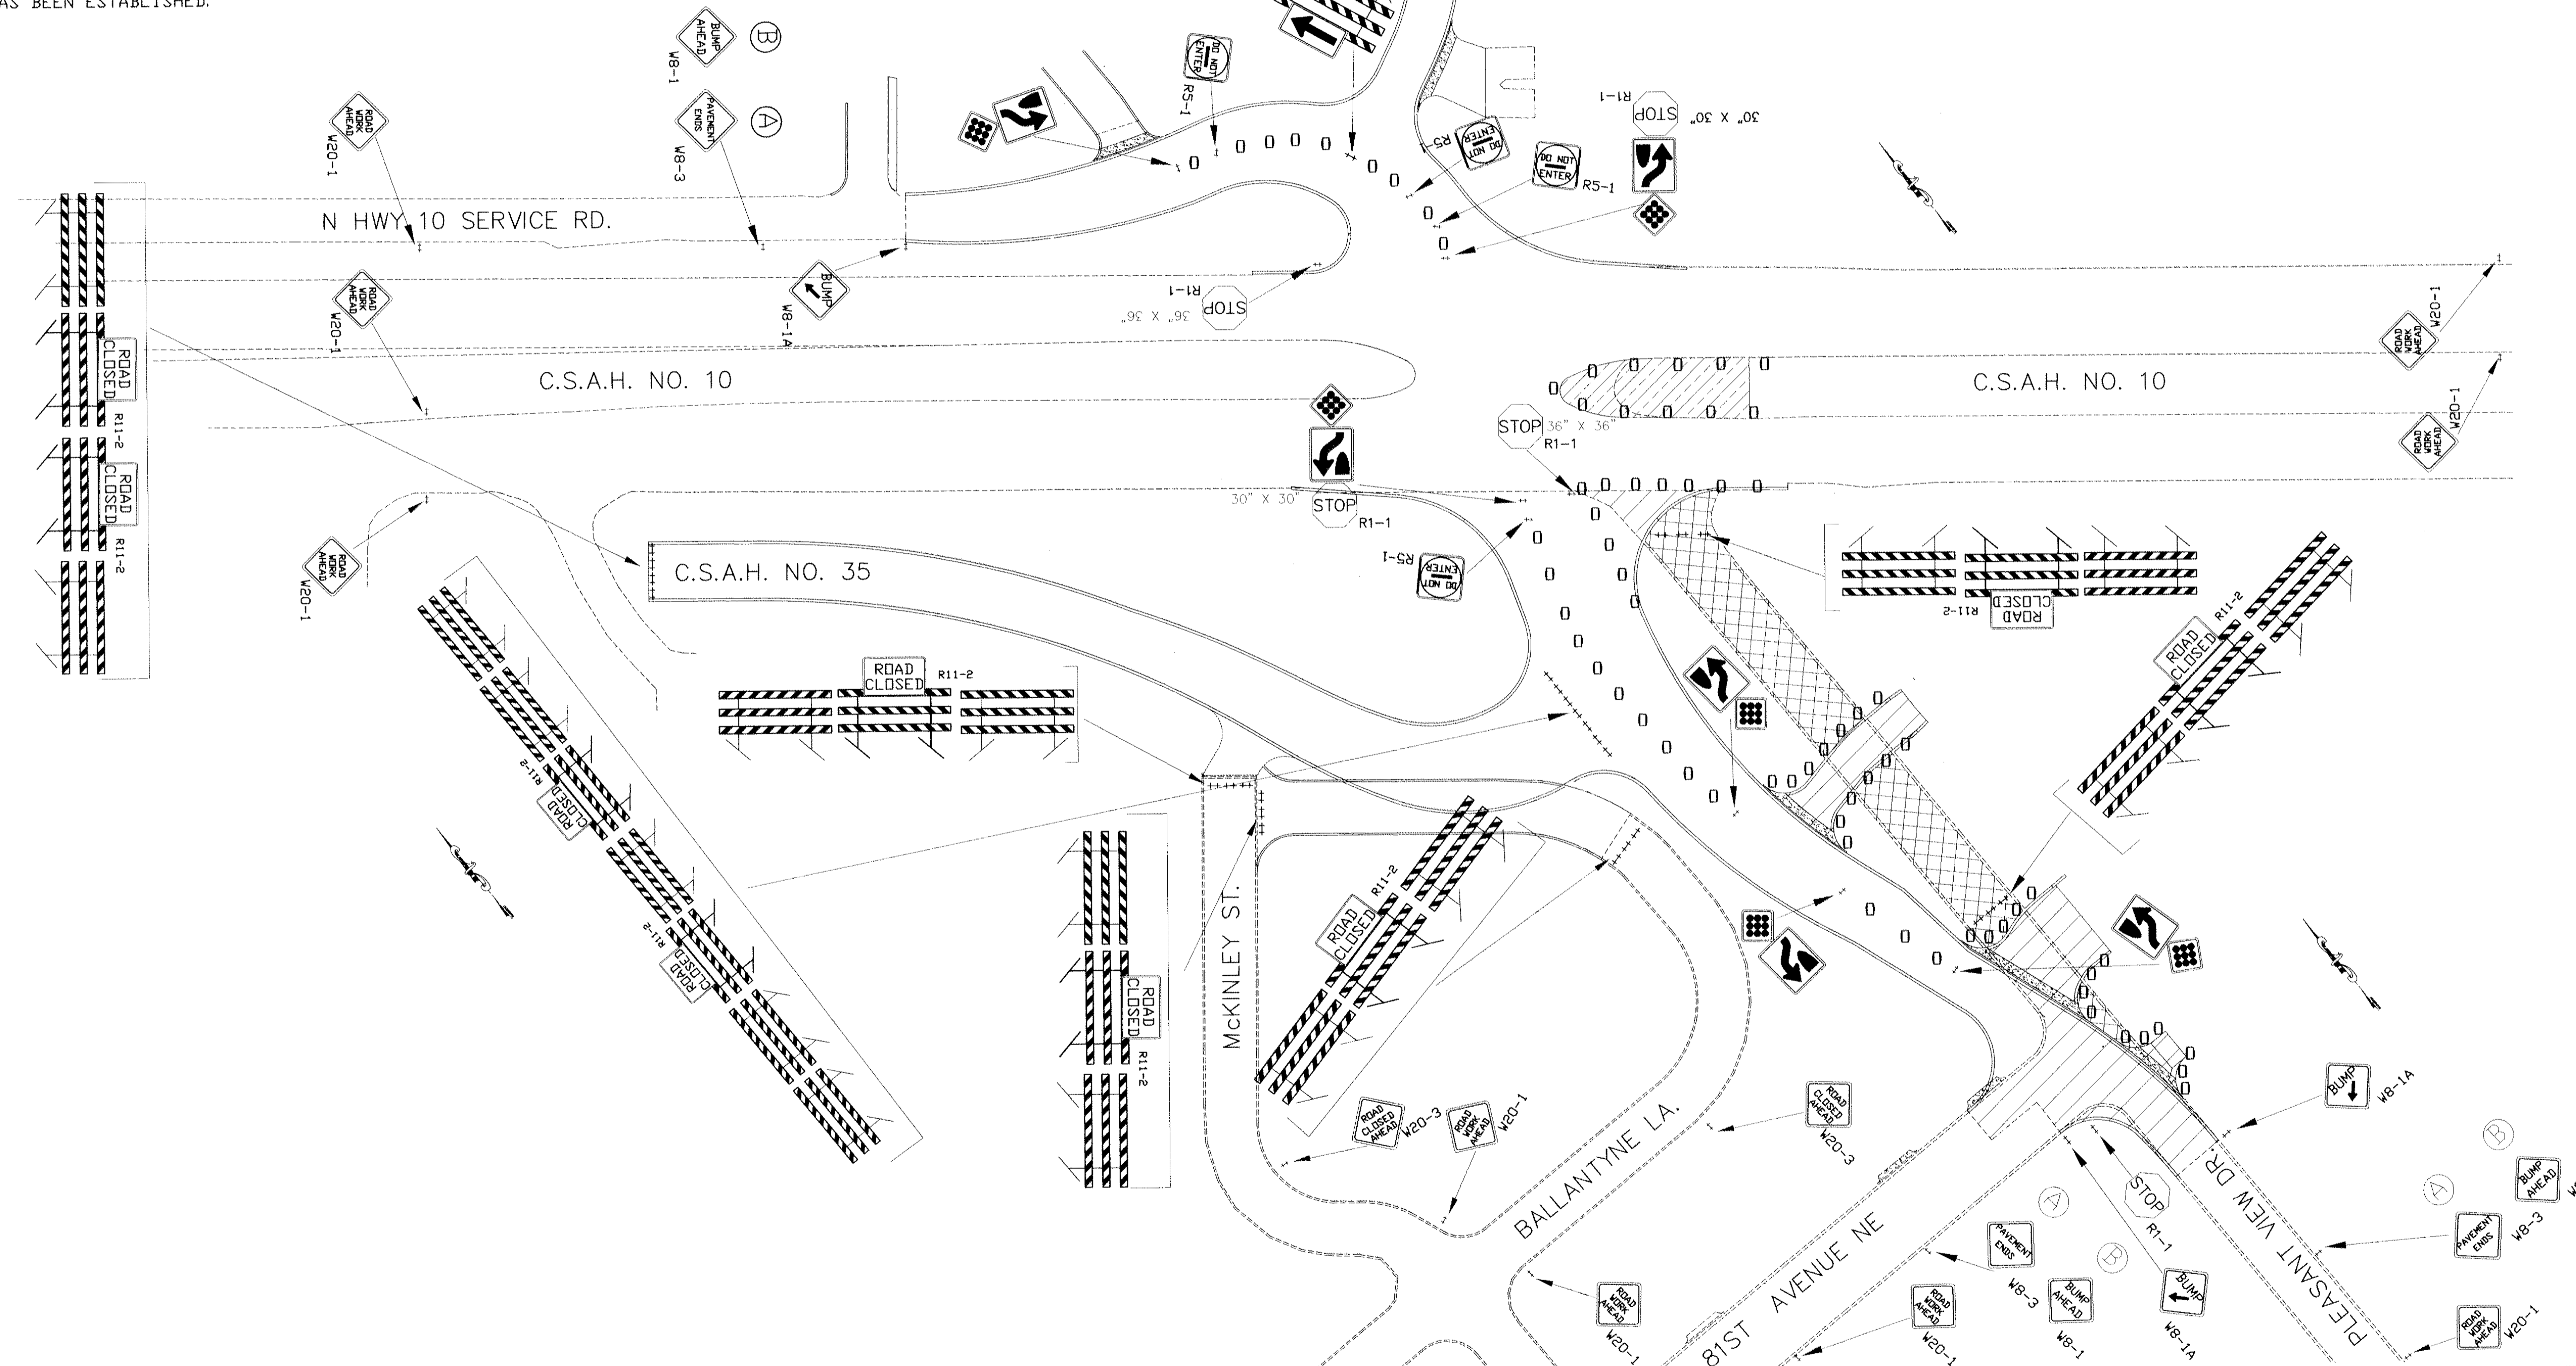 AS BEEN ESTABLISHED.
BUMP
AHEAD
W8-1
B
PAVEMENT
ENDS
W8-3
A
ROAD
WORK
AHEAD
W20-1
DO NOT
ENTER
R5-1
DO NOT
ENTER
R5-1
DO NOT
ENTER
R5-1
R1-1
STOP
30" X 30"
N HWY 10 SERVICE RD.
ROAD
WORK
AHEAD
W20-1
BUMP
W8-1A
R1-1
STOP
36" X 36"
ROAD
WORK
AHEAD
W20-1
ROAD
CLOSED
R11-2
ROAD
CLOSED
R11-2
C.S.A.H. NO. 10
C.S.A.H. NO. 10
STOP
36" X 36"
R1-1
ROAD
WORK
AHEAD
W20-1
30" X 30"
STOP
R1-1
ROAD
WORK
AHEAD
W20-1
C.S.A.H. NO. 35
R5-1
DO NOT
ENTER
R11-2
ROAD
CLOSED
R11-2
ROAD
CLOSED
ROAD
CLOSED
R11-2
R11-2
ROAD
CLOSED
R11-2
ROAD
CLOSED
McKINLEY ST.
ROAD
CLOSED
R11-2
R11-2
ROAD
CLOSED
ROAD
CLOSED
AHEAD
W20-3
ROAD
WORK
AHEAD
W20-1
BALLANTYNE LA.
ROAD
CLOSED
AHEAD
W20-3
BUMP
W8-1A
B
BUMP
AHEAD
A
PAVEMENT
ENDS
W8-3
STOP
R1-1
PLEASANT VIEW DR
A
PAVEMENT
ENDS
W8-3
B
BUMP
AHEAD
W8-1
BUMP
W8-1A
81ST AVENUE NE
ROAD
WORK
AHEAD
W20-1
ROAD
WORK
AHEAD
W20-1
ROAD
WORK
AHEAD
W20-1